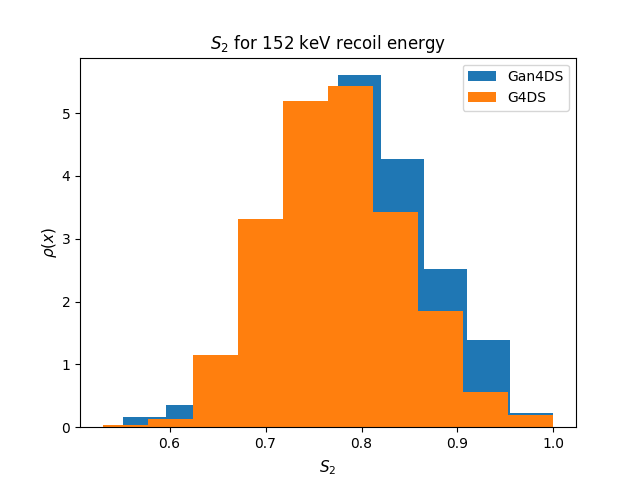 S₂ for 152 keV recoil energy
Gan4DS
G4DS
ρ(x)
5
4
3
2
1
0
0.6 0.7 0.8 0.9 1.0
S₂